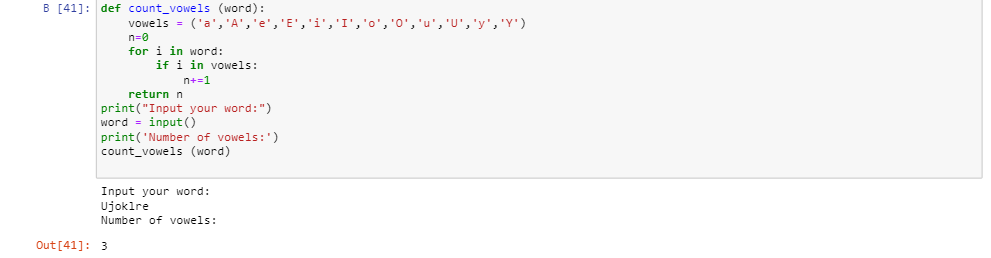 В [41]: def count_vowels (word):
    vowels = ('a','A','e','E','i','I','o','O','u','U','y','Y')
    n=0
    for i in word:
        if i in vowels:
            n+=1
    return n
print("Input your word:")
word = input()
print('Number of vowels:')
count_vowels (word)
Input your word:
Ujoklre
Number of vowels:
Out[41]: 3